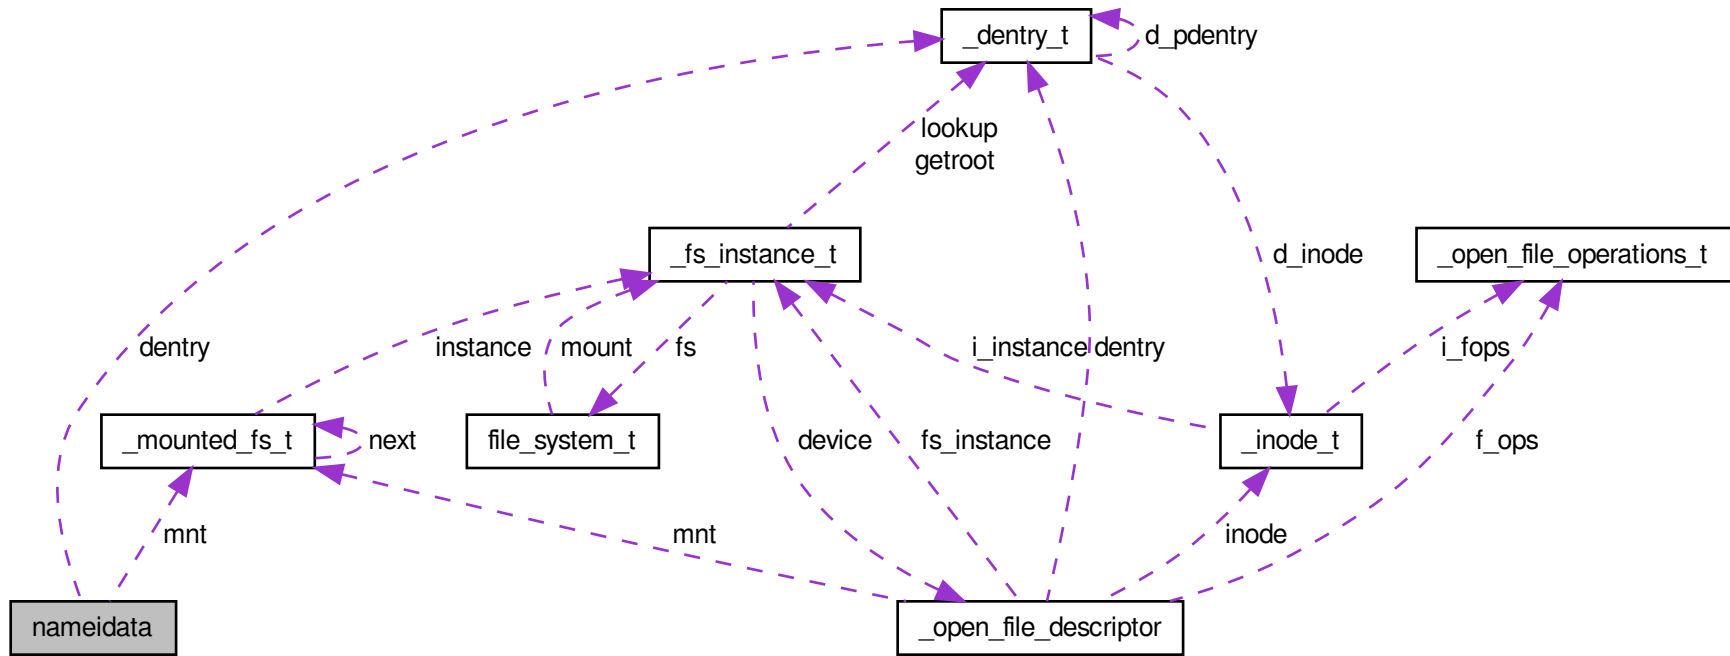 _dentry_t
d_pdentry
lookup
getroot
_fs_instance_t
d_inode
_open_file_operations_t
dentry
instance
mount
fs
i_instance
dentry
i_fops
_mounted_fs_t
next
file_system_t
device
fs_instance
_inode_t
f_ops
mnt
mnt
inode
nameidata
_open_file_descriptor